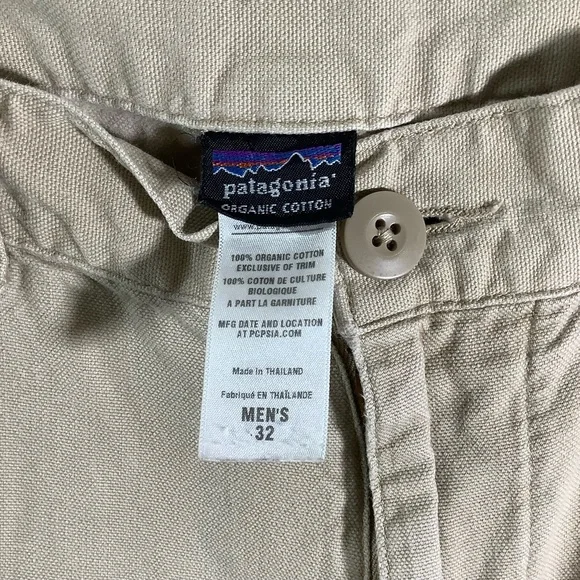 patagonia®
ORGANIC COTTON
100% ORGANIC COTTON
EXCLUSIVE OF TRIM
100% COTON DE CULTURE
BIOLOGIQUE
A PART LA GARNITURE
MFG DATE AND LOCATION
AT PCPSIA.COM
Made in THAILAND
Fabriqué EN THAÏLANDE
MEN'S
32